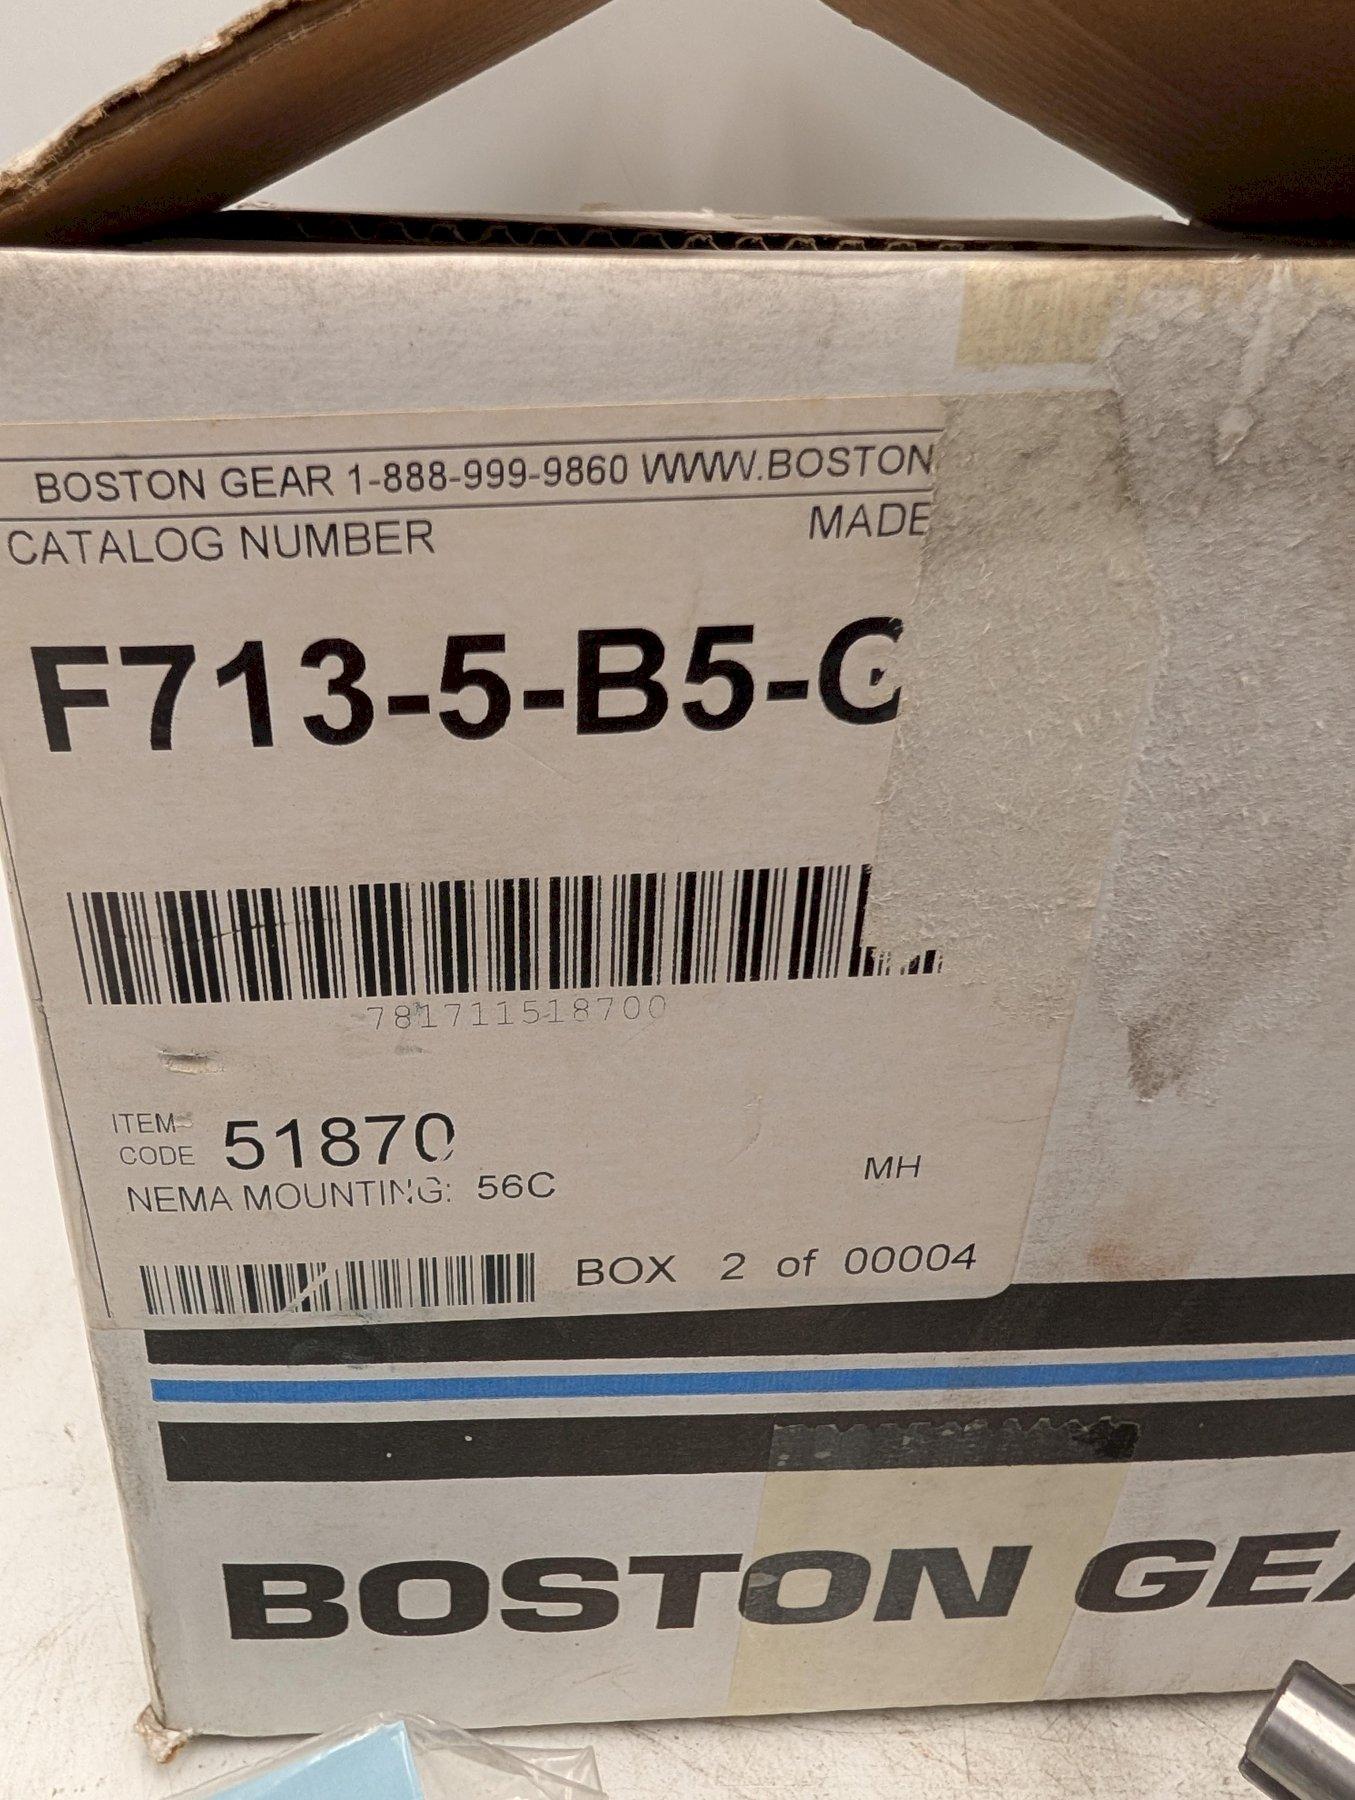 BOSTON GEAR 1-888-999-9860 WWW.BOSTON
CATALOG NUMBER MADE
F713-5-B5-
781711518700
ITEM
CODE 51870
NEMA MOUNTING: 56C
MH
BOX 2 of 00004
BOSTON GEA